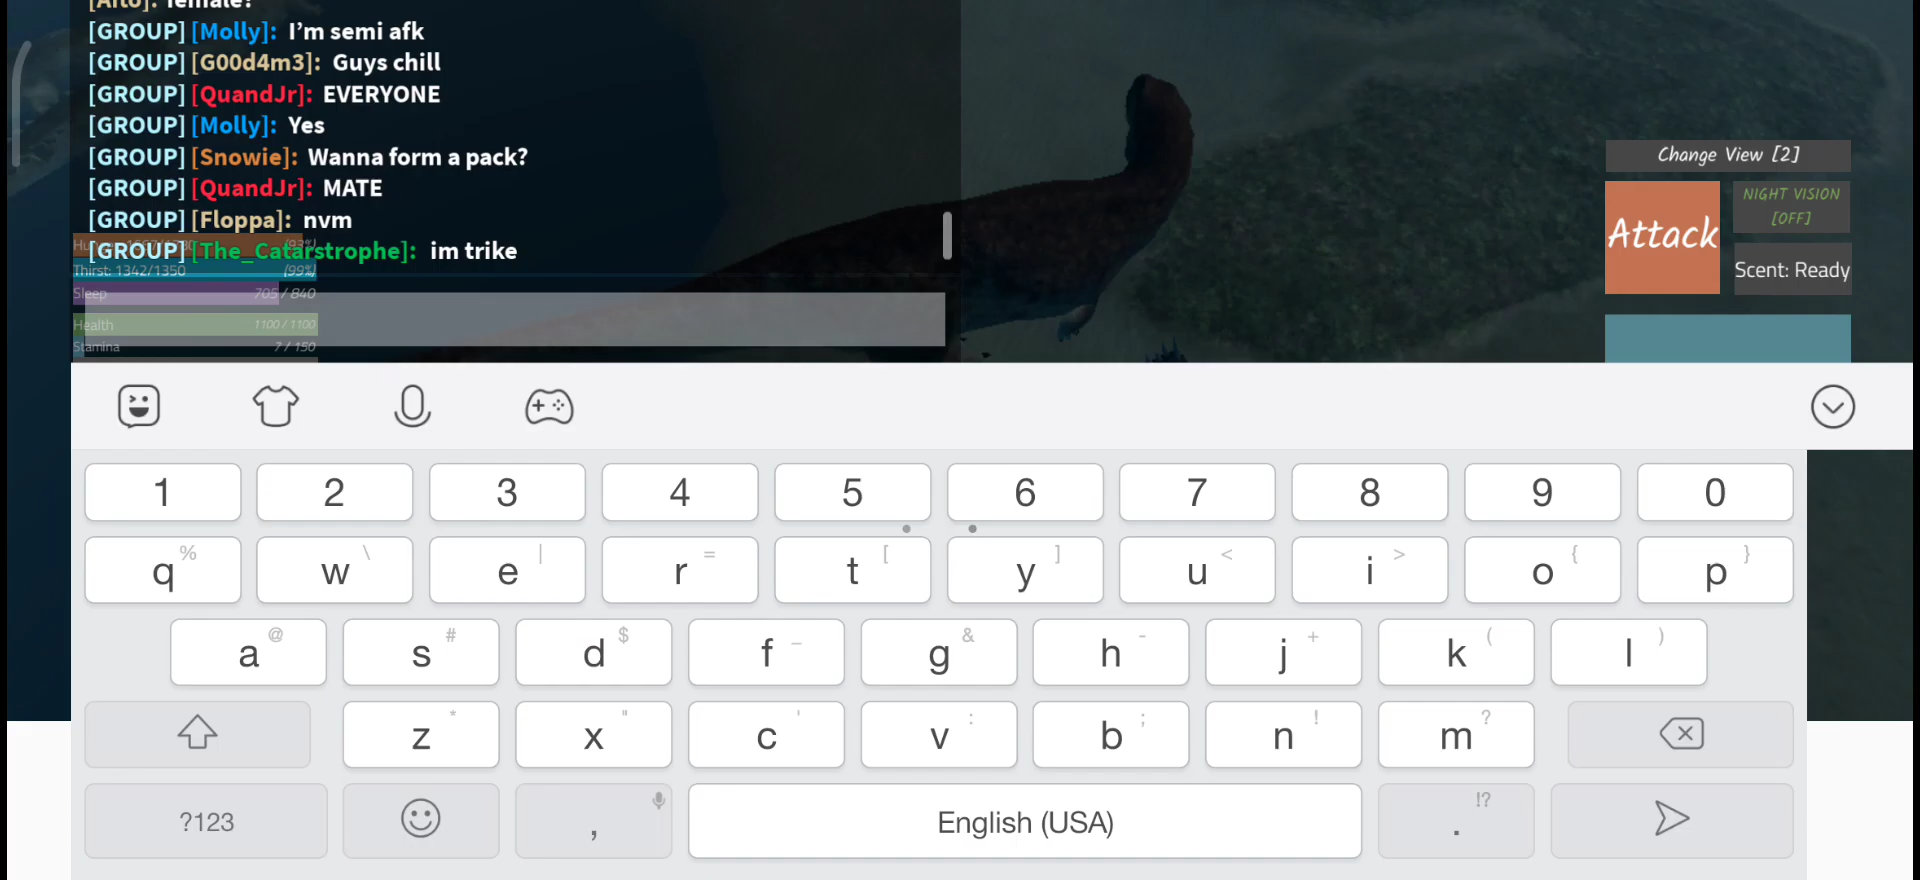 [Alto]: female?
[GROUP] [Molly]: I'm semi afk
[GROUP] [G00d4m3]: Guys chill
[GROUP] [QuandJr]: EVERYONE
[GROUP] [Molly]: Yes
[GROUP] [Snowie]: Wanna form a pack?
[GROUP] [QuandJr]: MATE
[GROUP] [Floppa]: nvm
[GROUP] [The_Catarstrophe]: im trike
(93%)
Thirst: 1342/1350 (99%)
Sleep 705 / 840
Health 1100 / 1100
Stamina 7 / 150
Change View [2]
Attack
NIGHT VISION
[OFF]
Scent: Ready
1 2 3 4 5 6 7 8 9 0
% \ | = [ ] < > { }
q w e r t y u i o p
@ # $ _ & - + ( )
a s d f g h j k l
* " ' : ; ! ?
z x c v b n m
!?
?123 , English (USA) .